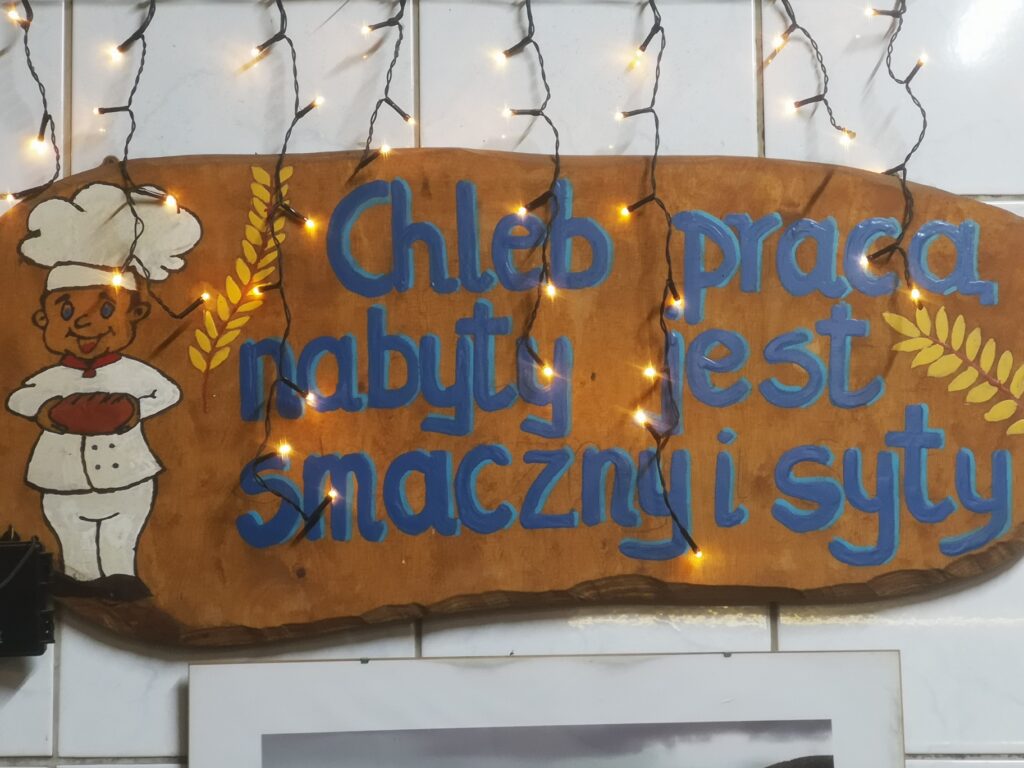 Chleb pracą
nabyty jest
smaczny i syty